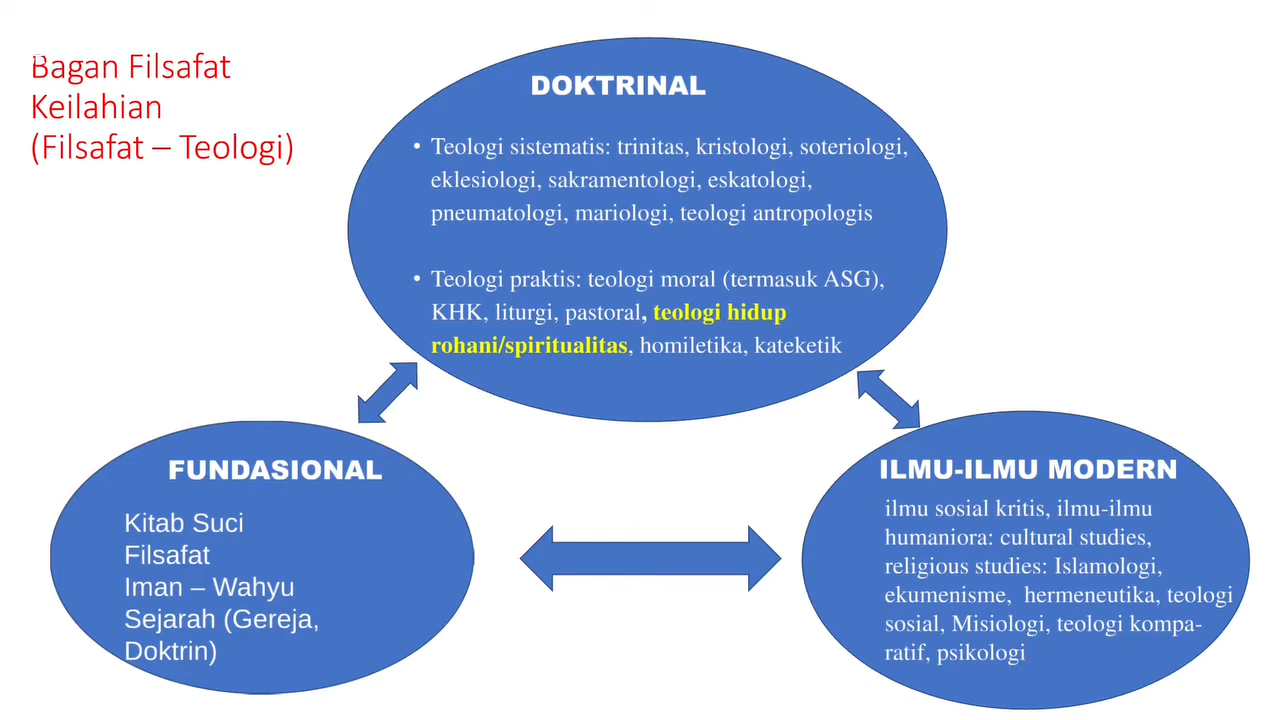 Bagan Filsafat
Keilahian
(Filsafat – Teologi)
DOKTRINAL
• Teologi sistematis: trinitas, kristologi, soteriologi,
eklesiologi, sakramentologi, eskatologi,
pneumatologi, mariologi, teologi antropologis
• Teologi praktis: teologi moral (termasuk ASG),
KHK, liturgi, pastoral, teologi hidup
rohani/spiritualitas, homiletika, kateketik
FUNDASIONAL
Kitab Suci
Filsafat
Iman – Wahyu
Sejarah (Gereja,
Doktrin)
ILMU-ILMU MODERN
ilmu sosial kritis, ilmu-ilmu
humaniora: cultural studies,
religious studies: Islamologi,
ekumenisme, hermeneutika, teologi
sosial, Misiologi, teologi kompa-
ratif, psikologi